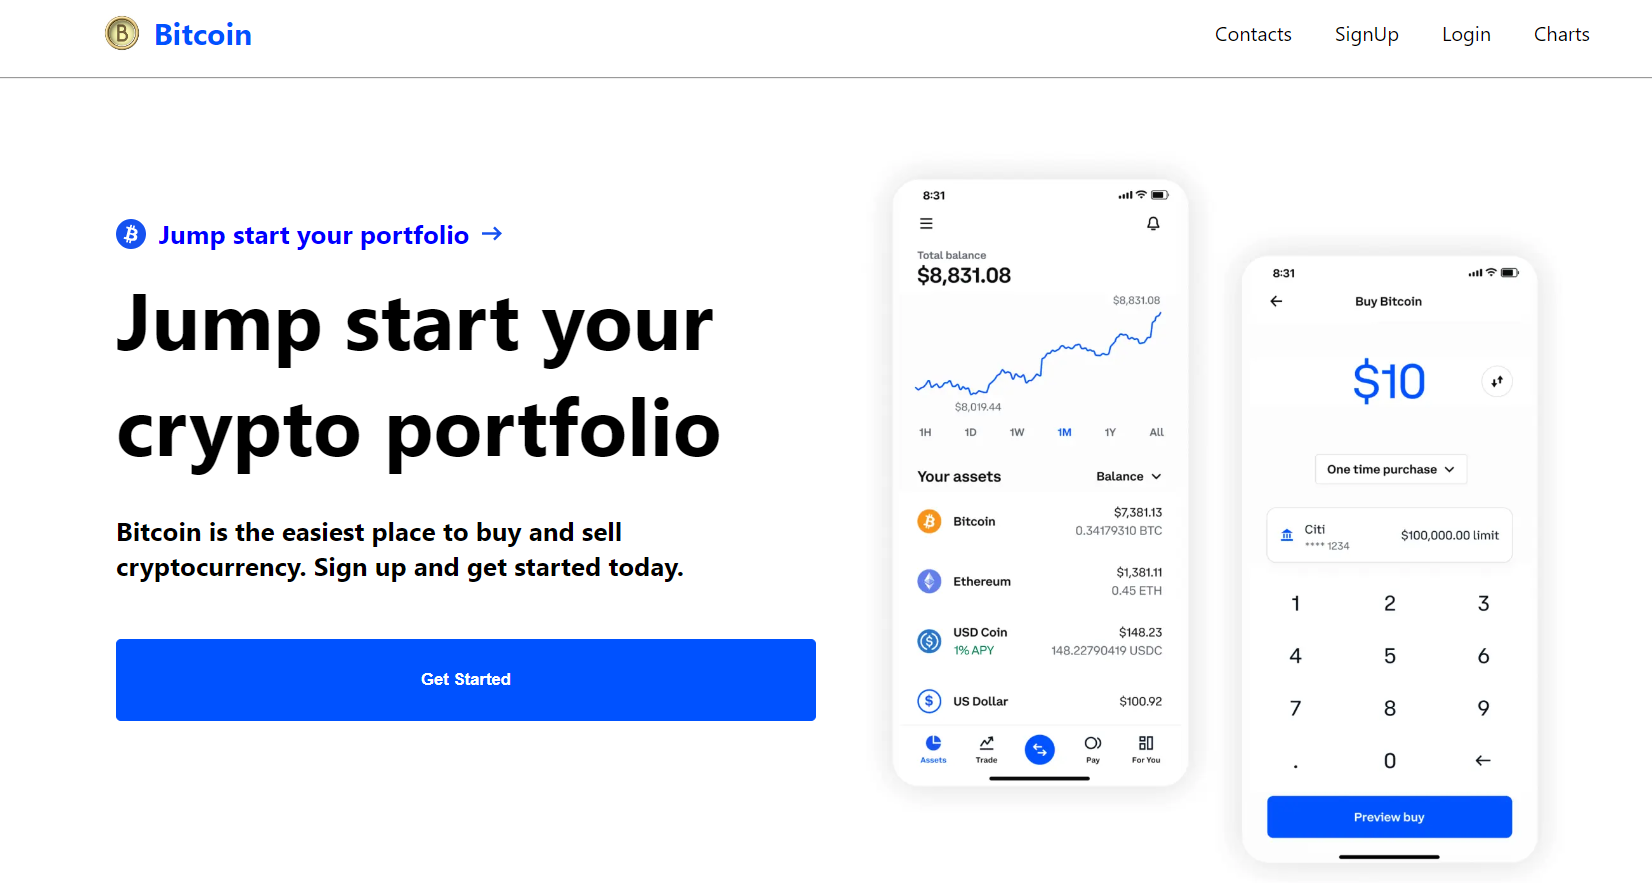 Bitcoin
Contacts SignUp Login Charts
Jump start your portfolio →
Jump start your
crypto portfolio
Bitcoin is the easiest place to buy and sell
cryptocurrency. Sign up and get started today.
Get Started
8:31
Total balance
$8,831.08
$8,831.08
$8,019.44
1H 1D 1W 1M 1Y All
Your assets Balance
Bitcoin $7,381.13
0.34179310 BTC
Ethereum $1,381.11
0.45 ETH
USD Coin $148.23
1% APY 148.22790419 USDC
US Dollar $100.92
Assets Trade Pay For You
8:31
← Buy Bitcoin
$10
One time purchase
Citi $100,000.00 limit
**** 1234
1 2 3
4 5 6
7 8 9
. 0 ←
Preview buy